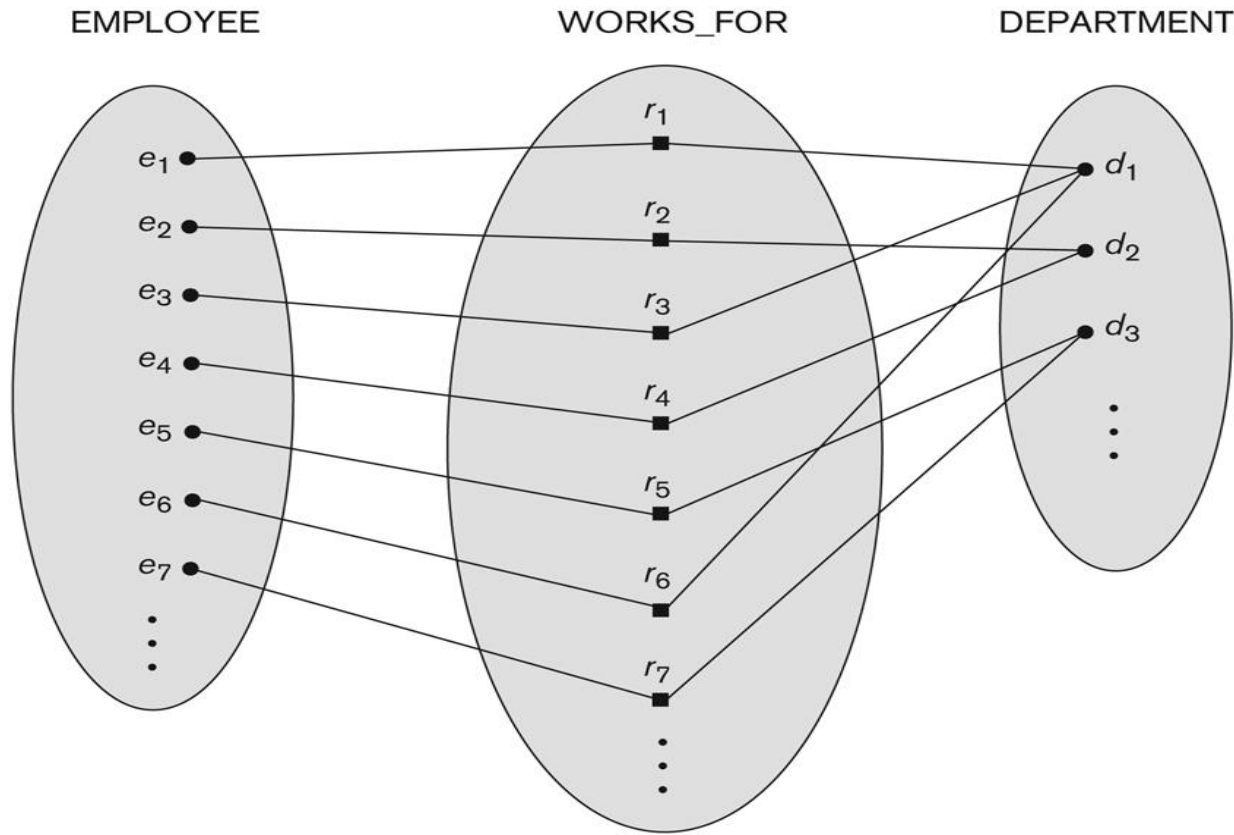 EMPLOYEE WORKS_FOR DEPARTMENT
r₁
e₁ d₁
r₂
e₂ d₂
e₃ r₃ d₃
e₄ r₄
e₅ r₅
e₆
e₇ r₆
r₇